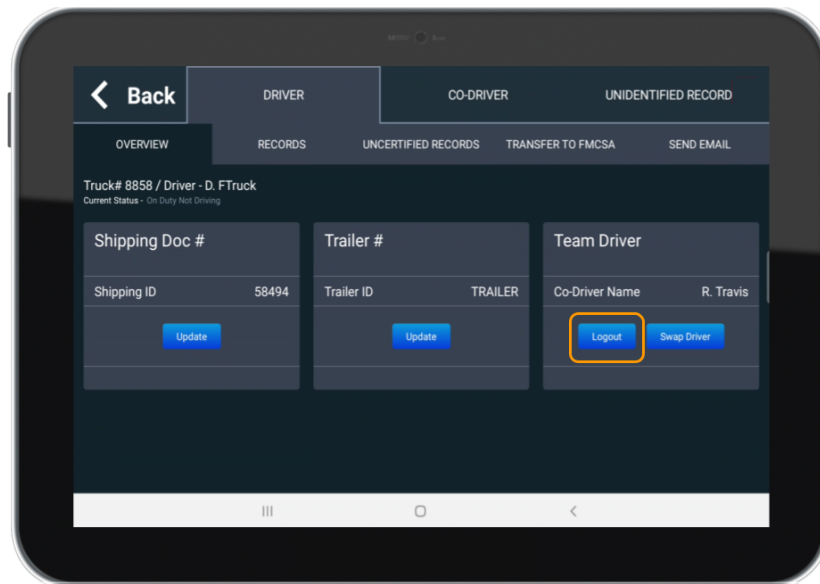 Back
DRIVER
CO-DRIVER
UNIDENTIFIED RECORD
OVERVIEW
RECORDS
UNCERTIFIED RECORDS
TRANSFER TO FMCSA
SEND EMAIL
Truck# 8858 / Driver - D. FTruck
Current Status - On Duty Not Driving
Shipping Doc #
Shipping ID 58494
Update
Trailer #
Trailer ID TRAILER
Update
Team Driver
Co-Driver Name R. Travis
Logout Swap Driver